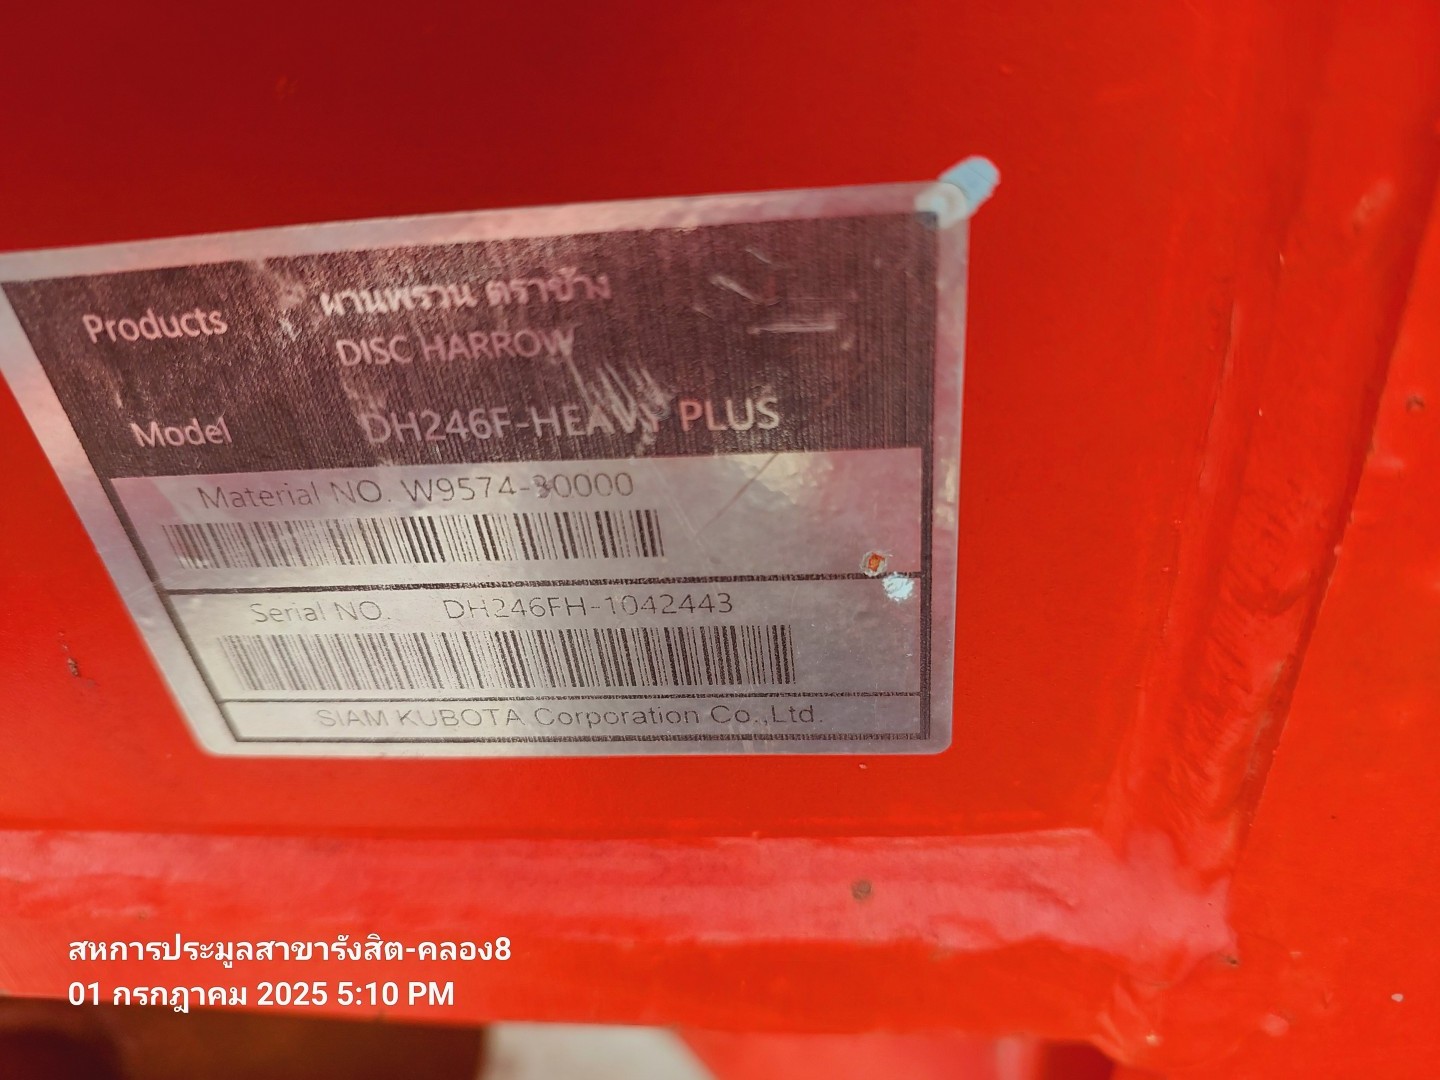 Products ผานพรวน ตราช้าง
DISC HARROW
Model DH246F-HEAVY PLUS
Material NO. W9574-30000
Serial NO. DH246FH-1042443
SIAM KUBOTA Corporation Co.,Ltd.
สหการประมูลสาขารังสิต-คลอง8
01 กรกฎาคม 2025 5:10 PM